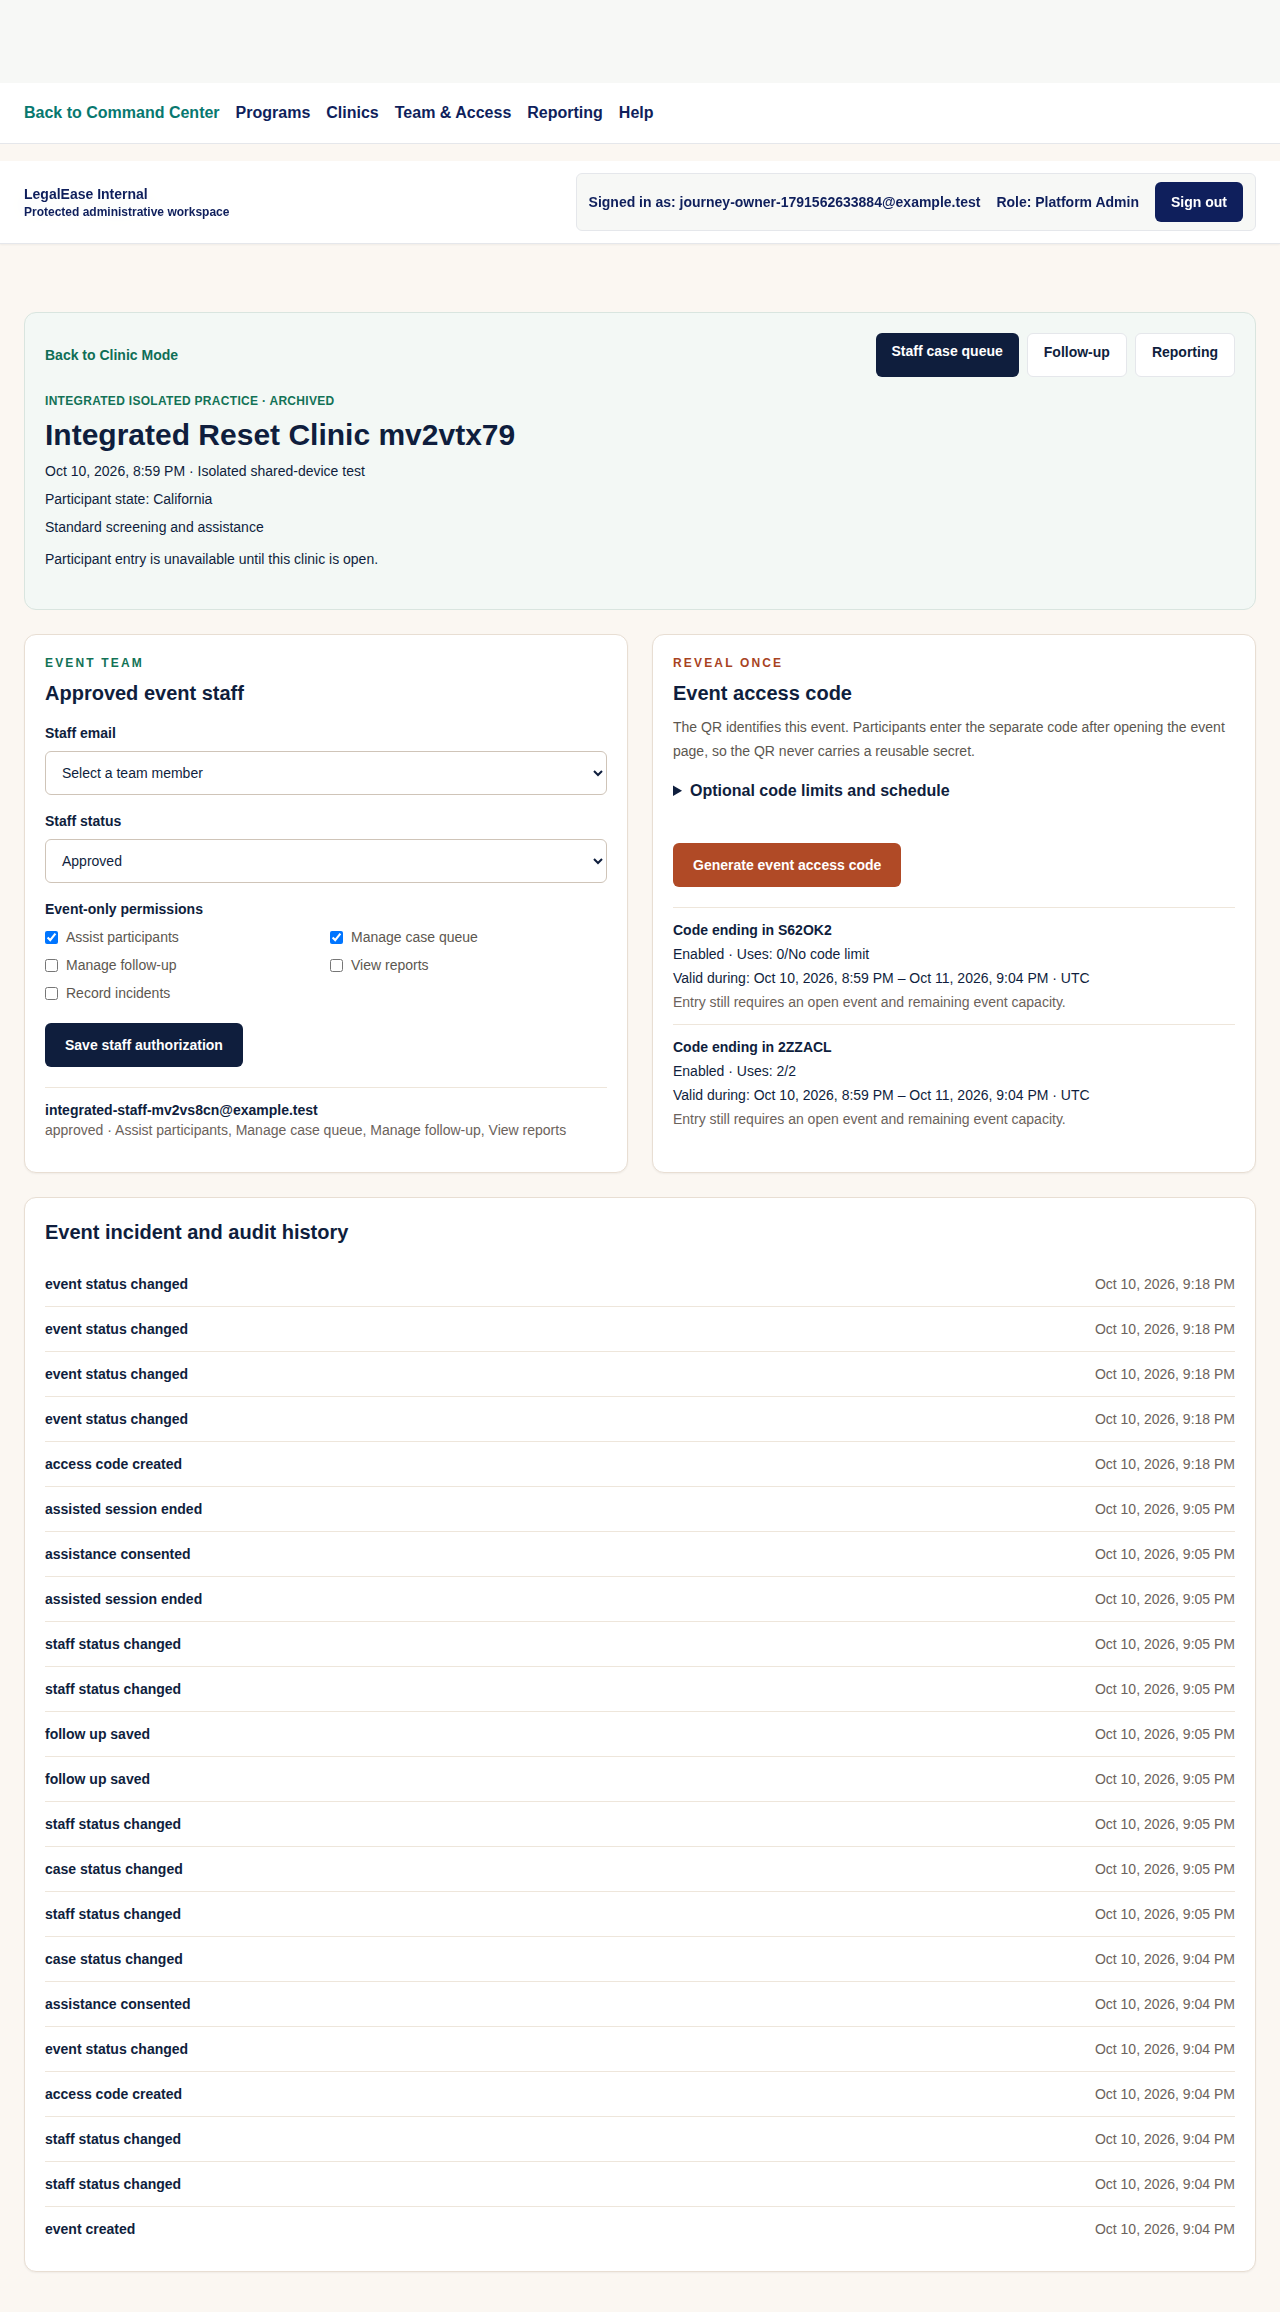 Back to Command Center Programs Clinics Team & Access Reporting Help
LegalEase Internal
Protected administrative workspace
Signed in as: journey-owner-1791562633884@example.test Role: Platform Admin Sign out
Back to Clinic Mode
Staff case queue Follow-up Reporting
INTEGRATED ISOLATED PRACTICE · ARCHIVED
Integrated Reset Clinic mv2vtx79
Oct 10, 2026, 8:59 PM · Isolated shared-device test
Participant state: California
Standard screening and assistance
Participant entry is unavailable until this clinic is open.
EVENT TEAM
Approved event staff
Staff email
Select a team member
Staff status
Approved
Event-only permissions
Assist participants Manage case queue
Manage follow-up View reports
Record incidents
Save staff authorization
integrated-staff-mv2vs8cn@example.test
approved · Assist participants, Manage case queue, Manage follow-up, View reports
REVEAL ONCE
Event access code
The QR identifies this event. Participants enter the separate code after opening the event
page, so the QR never carries a reusable secret.
Optional code limits and schedule
Generate event access code
Code ending in S62OK2
Enabled · Uses: 0/No code limit
Valid during: Oct 10, 2026, 8:59 PM – Oct 11, 2026, 9:04 PM · UTC
Entry still requires an open event and remaining event capacity.
Code ending in 2ZZACL
Enabled · Uses: 2/2
Valid during: Oct 10, 2026, 8:59 PM – Oct 11, 2026, 9:04 PM · UTC
Entry still requires an open event and remaining event capacity.
Event incident and audit history
event status changed Oct 10, 2026, 9:18 PM
event status changed Oct 10, 2026, 9:18 PM
event status changed Oct 10, 2026, 9:18 PM
event status changed Oct 10, 2026, 9:18 PM
access code created Oct 10, 2026, 9:18 PM
assisted session ended Oct 10, 2026, 9:05 PM
assistance consented Oct 10, 2026, 9:05 PM
assisted session ended Oct 10, 2026, 9:05 PM
staff status changed Oct 10, 2026, 9:05 PM
staff status changed Oct 10, 2026, 9:05 PM
follow up saved Oct 10, 2026, 9:05 PM
follow up saved Oct 10, 2026, 9:05 PM
staff status changed Oct 10, 2026, 9:05 PM
case status changed Oct 10, 2026, 9:05 PM
staff status changed Oct 10, 2026, 9:05 PM
case status changed Oct 10, 2026, 9:04 PM
assistance consented Oct 10, 2026, 9:04 PM
event status changed Oct 10, 2026, 9:04 PM
access code created Oct 10, 2026, 9:04 PM
staff status changed Oct 10, 2026, 9:04 PM
staff status changed Oct 10, 2026, 9:04 PM
event created Oct 10, 2026, 9:04 PM